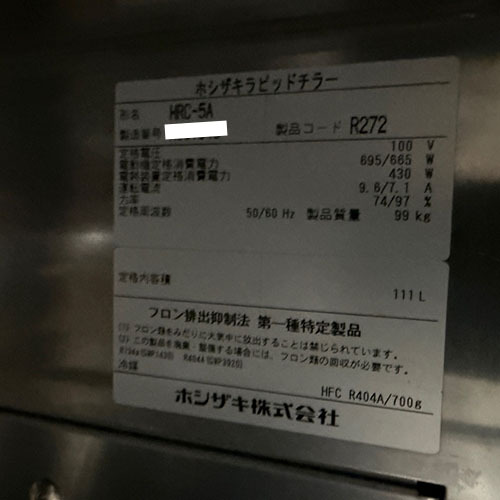 ホシザキラピッドチラー
形名 HRC-5A
製造番号 製品コード R272
定格電圧 100 V
電動機定格消費電力 695/665 W
電熱装置定格消費電力 430 W
運転電流 9.6/7.1 A
力率 74/97 %
定格周波数 50/60 Hz 製品質量 99 kg
定格内容積 111 L
フロン排出抑制法 第一種特定製品
(1) フロン類をみだりに大気中に放出することは禁じられています。
(2) この製品を廃棄・整備する場合には、フロン類の回収が必要です。
R134a(GWP1430) R404A(GWP3920)
冷媒 HFC R404A/700g
ホシザキ株式会社